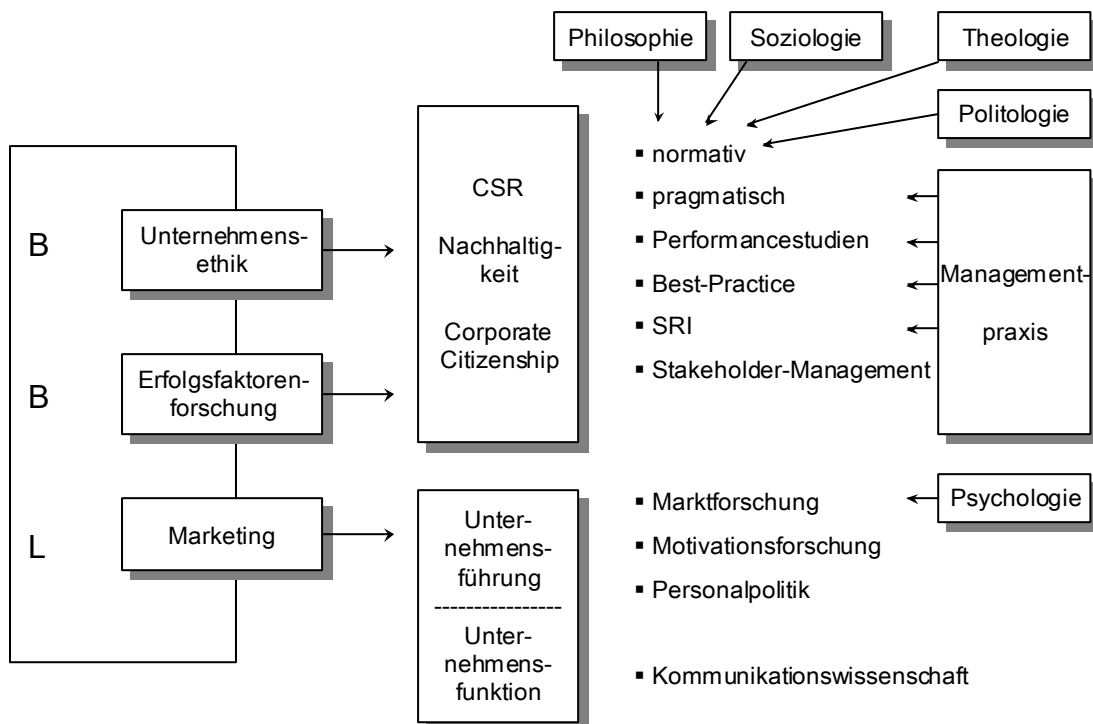 Philosophie
Soziologie
Theologie
Politologie
B
B
L
Unternehmens-
ethik
Erfolgsfaktoren-
forschung
Marketing
CSR
Nachhaltig-
keit
Corporate
Citizenship
Unter-
nehmens-
führung
Unter-
nehmens-
funktion
▪ normativ
▪ pragmatisch
▪ Performancestudien
▪ Best-Practice
▪ SRI
▪ Stakeholder-Management
▪ Marktforschung
▪ Motivationsforschung
▪ Personalpolitik
▪ Kommunikationswissenschaft
Management-
praxis
Psychologie